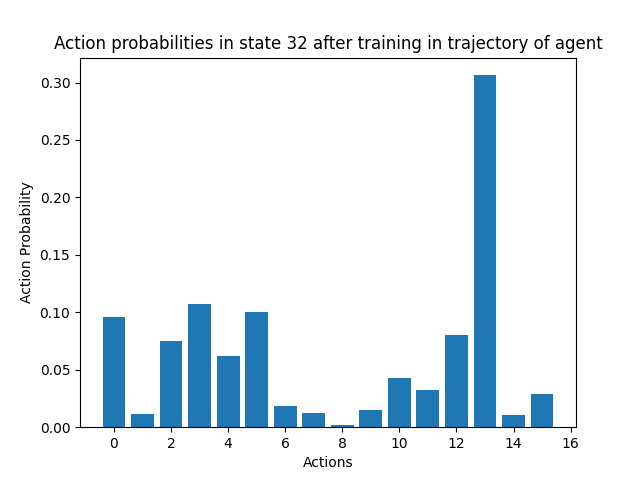 Action probabilities in state 32 after training in trajectory of agent
0.30
0.25
0.20
0.15
0.10
0.05
0.00
Action Probability
0 2 4 6 8 10 12 14 16
Actions